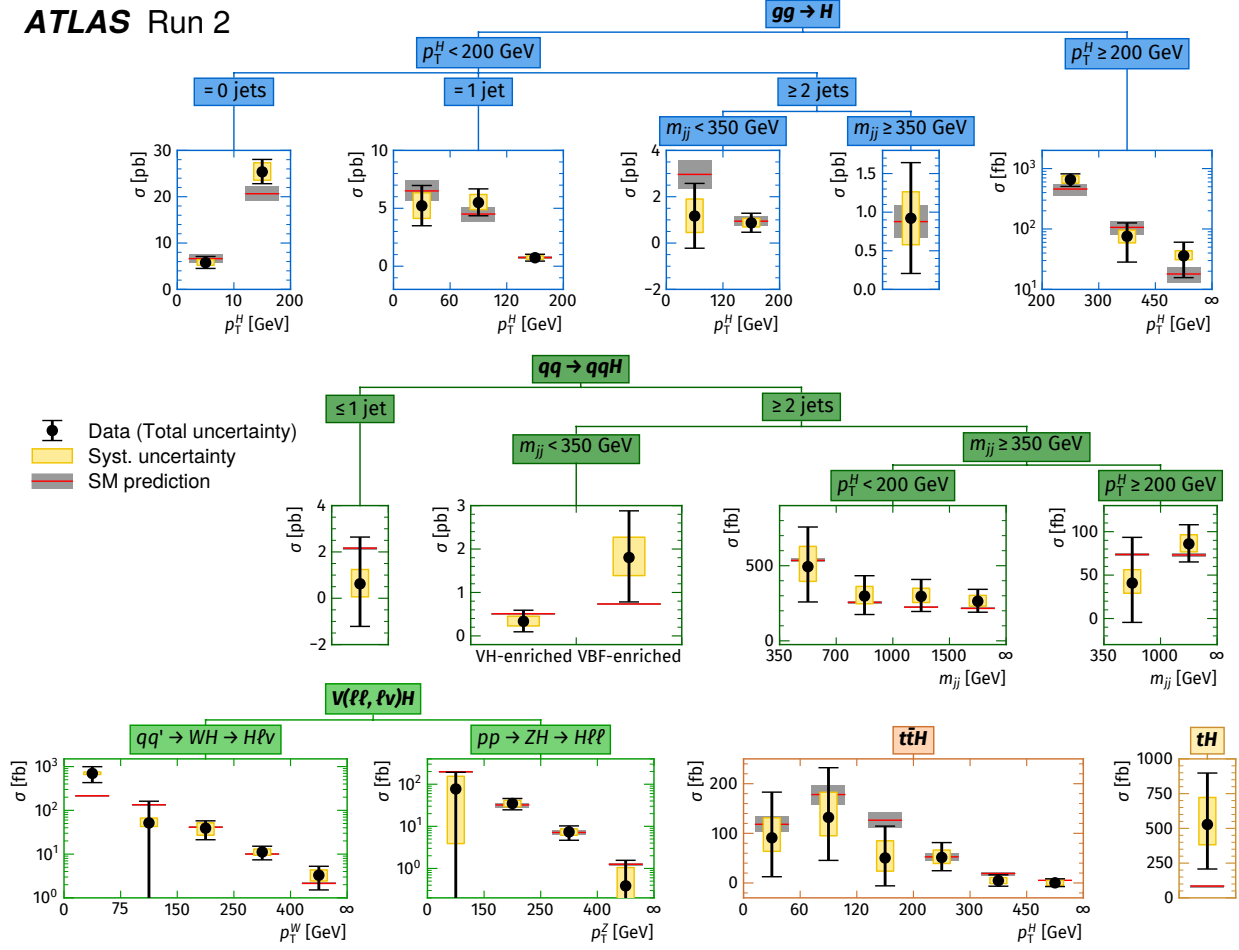 ATLAS Run 2
gg → H
p_T^H < 200 GeV
p_T^H ≥ 200 GeV
= 0 jets
= 1 jet
≥ 2 jets
m_jj < 350 GeV
m_jj ≥ 350 GeV
σ [pb]
30
20
10
0
0 10 200
p_T^H [GeV]
σ [pb]
10
5
0
0 60 120 200
p_T^H [GeV]
σ [pb]
4
3
2
1
0
−2
0 120 200
p_T^H [GeV]
σ [pb]
1.5
1.0
0.5
0.0
σ [fb]
10^3
10^2
10^1
200 300 450 ∞
p_T^H [GeV]
qq → qqH
≤ 1 jet
≥ 2 jets
m_jj < 350 GeV
m_jj ≥ 350 GeV
p_T^H < 200 GeV
p_T^H ≥ 200 GeV
Data (Total uncertainty)
Syst. uncertainty
SM prediction
σ [pb]
4
2
0
−2
σ [pb]
3
2
1
0
VH-enriched VBF-enriched
σ [fb]
500
0
350 700 1000 1500 ∞
m_jj [GeV]
σ [fb]
100
50
0
350 1000 ∞
m_jj [GeV]
V(ℓℓ, ℓν)H
qq' → WH → Hℓν
pp → ZH → Hℓℓ
tt̄H
tH
σ [fb]
10^3
10^2
10^1
10^0
0 75 150 250 400 ∞
p_T^W [GeV]
σ [fb]
10^2
10^1
10^0
0 150 250 400 ∞
p_T^Z [GeV]
σ [fb]
200
100
0
0 60 120 200 300 450 ∞
p_T^H [GeV]
σ [fb]
1000
750
500
250
0